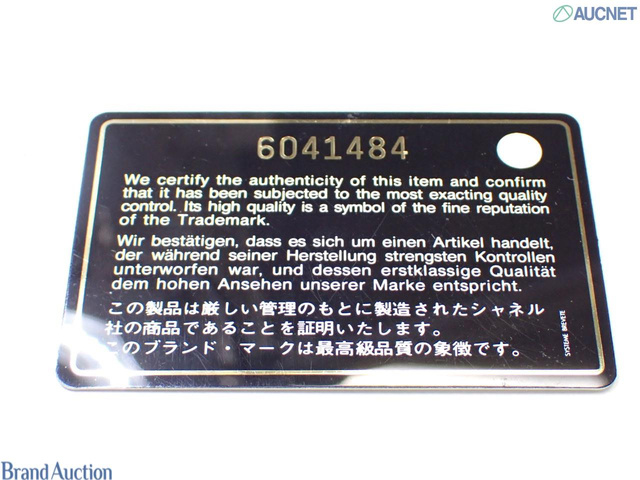 AUCNET
6041484
We certify the authenticity of this item and confirm
that it has been subjected to the most exacting quality
control. Its high quality is a symbol of the fine reputation
of the Trademark.
Wir bestätigen, dass es sich um einen Artikel handelt,
der während seiner Herstellung strengsten Kontrollen
unterworfen war, und dessen erstklassige Qualität
dem hohen Ansehen unserer Marke entspricht.
この製品は厳しい管理のもとに製造されたシャネル
社の商品であることを証明いたします。
このブランド・マークは最高級品質の象徴です。
SYSTEME BREVETE
Brand Auction